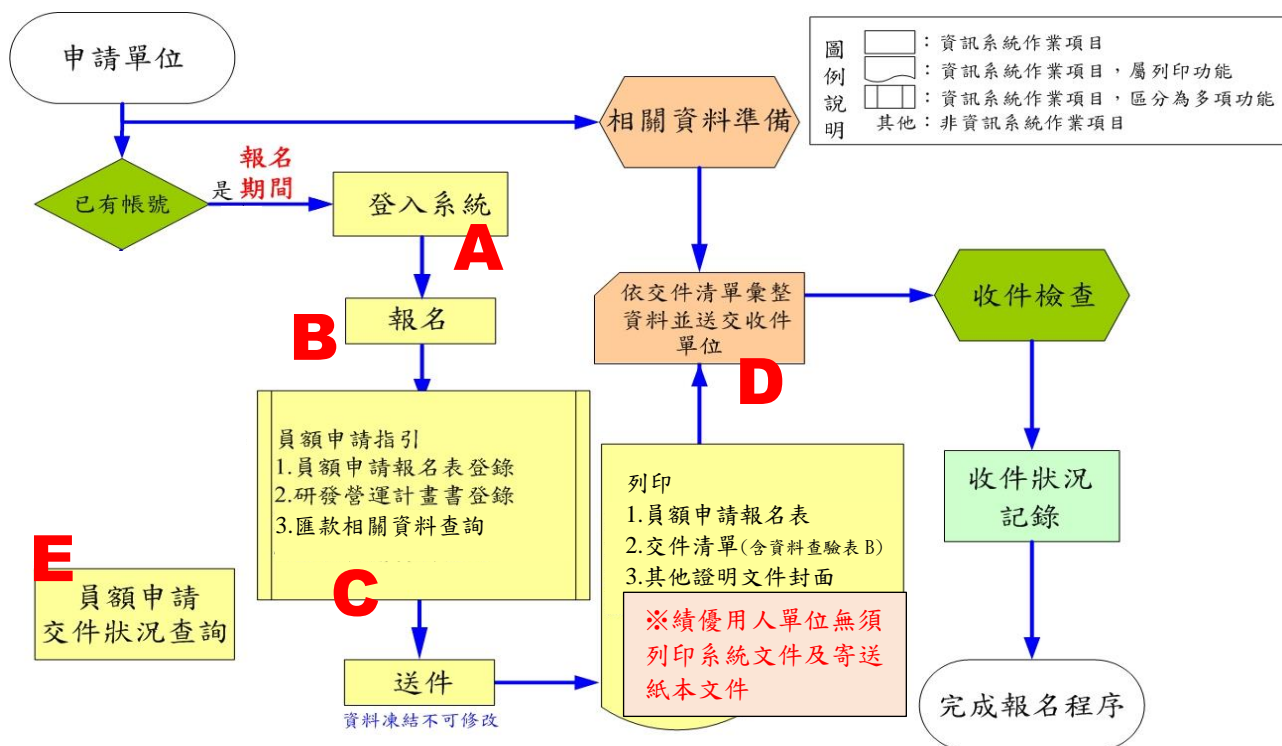 申請單位
圖例說明
：資訊系統作業項目
：資訊系統作業項目，屬列印功能
：資訊系統作業項目，區分為多項功能
其他：非資訊系統作業項目
相關資料準備
已有帳號
是
報名
期間
登入系統
A
報名
B
員額申請指引
1.員額申請報名表登錄
2.研發營運計畫書登錄
3.匯款相關資料查詢
C
送件
資料凍結不可修改
E
員額申請
交件狀況查詢
依交件清單彙整
資料並送交收件
單位
D
列印
1.員額申請報名表
2.交件清單(含資料查驗表 B)
3.其他證明文件封面
※績優用人單位無須
列印系統文件及寄送
紙本文件
收件檢查
收件狀況
記錄
完成報名程序